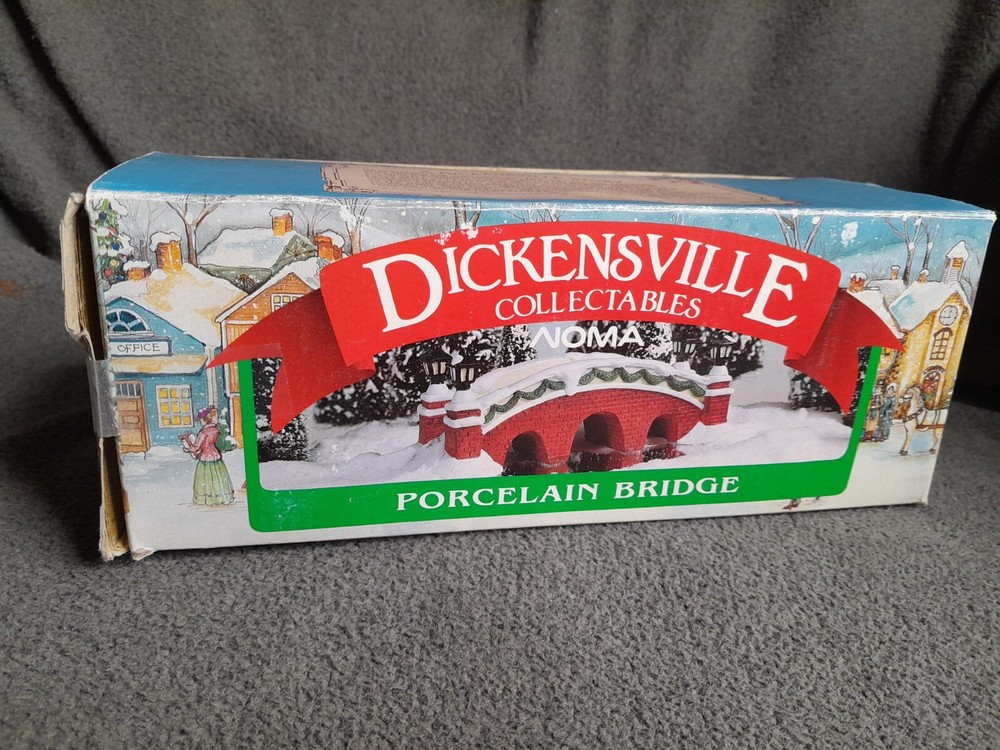 DICKENSVILLE
COLLECTABLES
NOMA
OFFICE
PORCELAIN BRIDGE